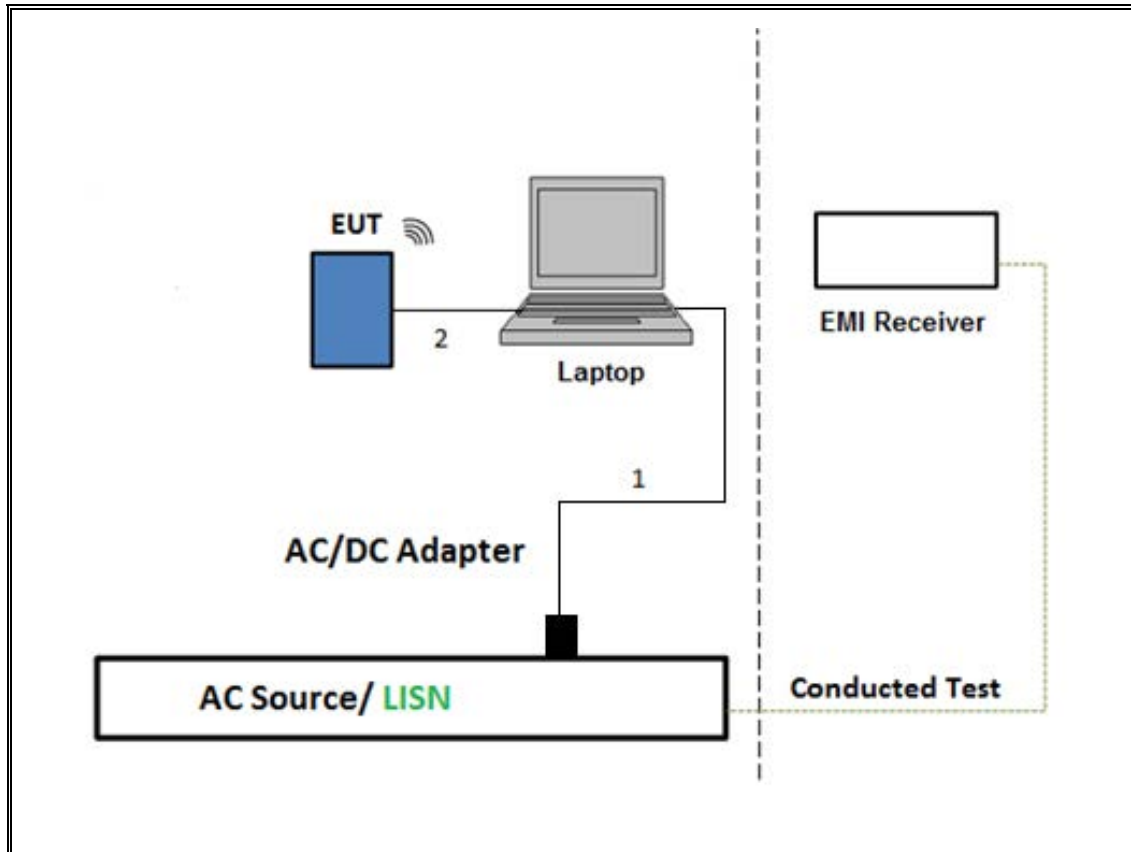 EUT
2
Laptop
EMI Receiver
1
AC/DC Adapter
AC Source/ LISN
Conducted Test